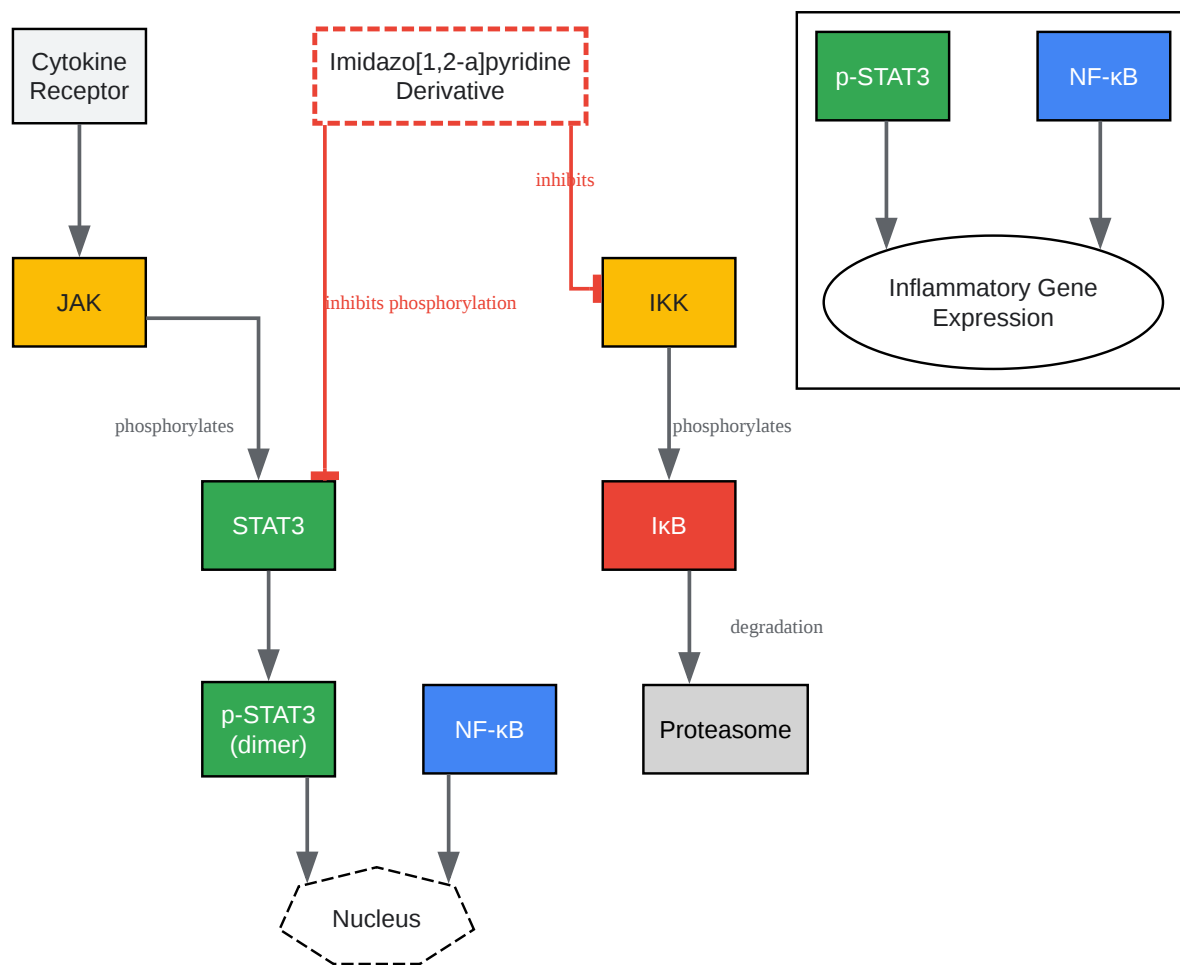 Cytokine
Receptor
Imidazo[1,2-a]pyridine
Derivative
p-STAT3
NF-κB
inhibits
JAK
inhibits phosphorylation
IKK
Inflammatory Gene
Expression
phosphorylates
phosphorylates
STAT3
IκB
degradation
p-STAT3
(dimer)
NF-κB
Proteasome
Nucleus